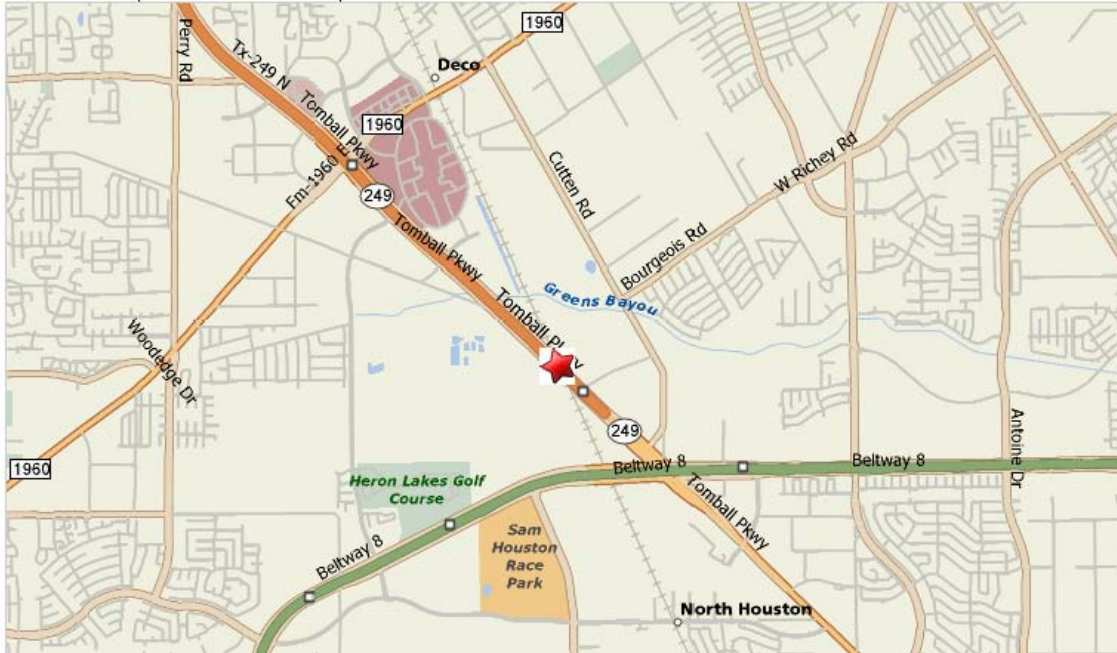 1960
Perry Rd
Tx-249 N
Deco
Tomball Pkwy
1960
Fm-1960 E
249
Cutten Rd
W Richey Rd
Tomball Pkwy
Bourgeois Rd
Greens Bayou
Tomball Pkwy
Woodedge Dr
249
Antoine Dr
1960
Beltway 8
Beltway 8
Heron Lakes Golf
Course
Tomball Pkwy
Sam
Houston
Race
Park
Beltway 8
North Houston